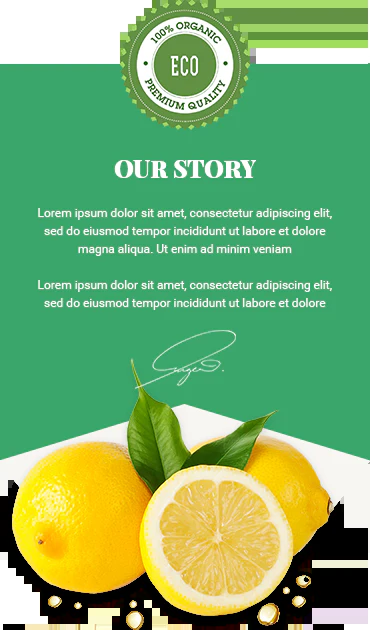 100% ORGANIC
ECO
PREMIUM QUALITY
OUR STORY
Lorem ipsum dolor sit amet, consectetur adipiscing elit,
sed do eiusmod tempor incididunt ut labore et dolore
magna aliqua. Ut enim ad minim veniam
Lorem ipsum dolor sit amet, consectetur adipiscing elit,
sed do eiusmod tempor incididunt ut labore et dolore